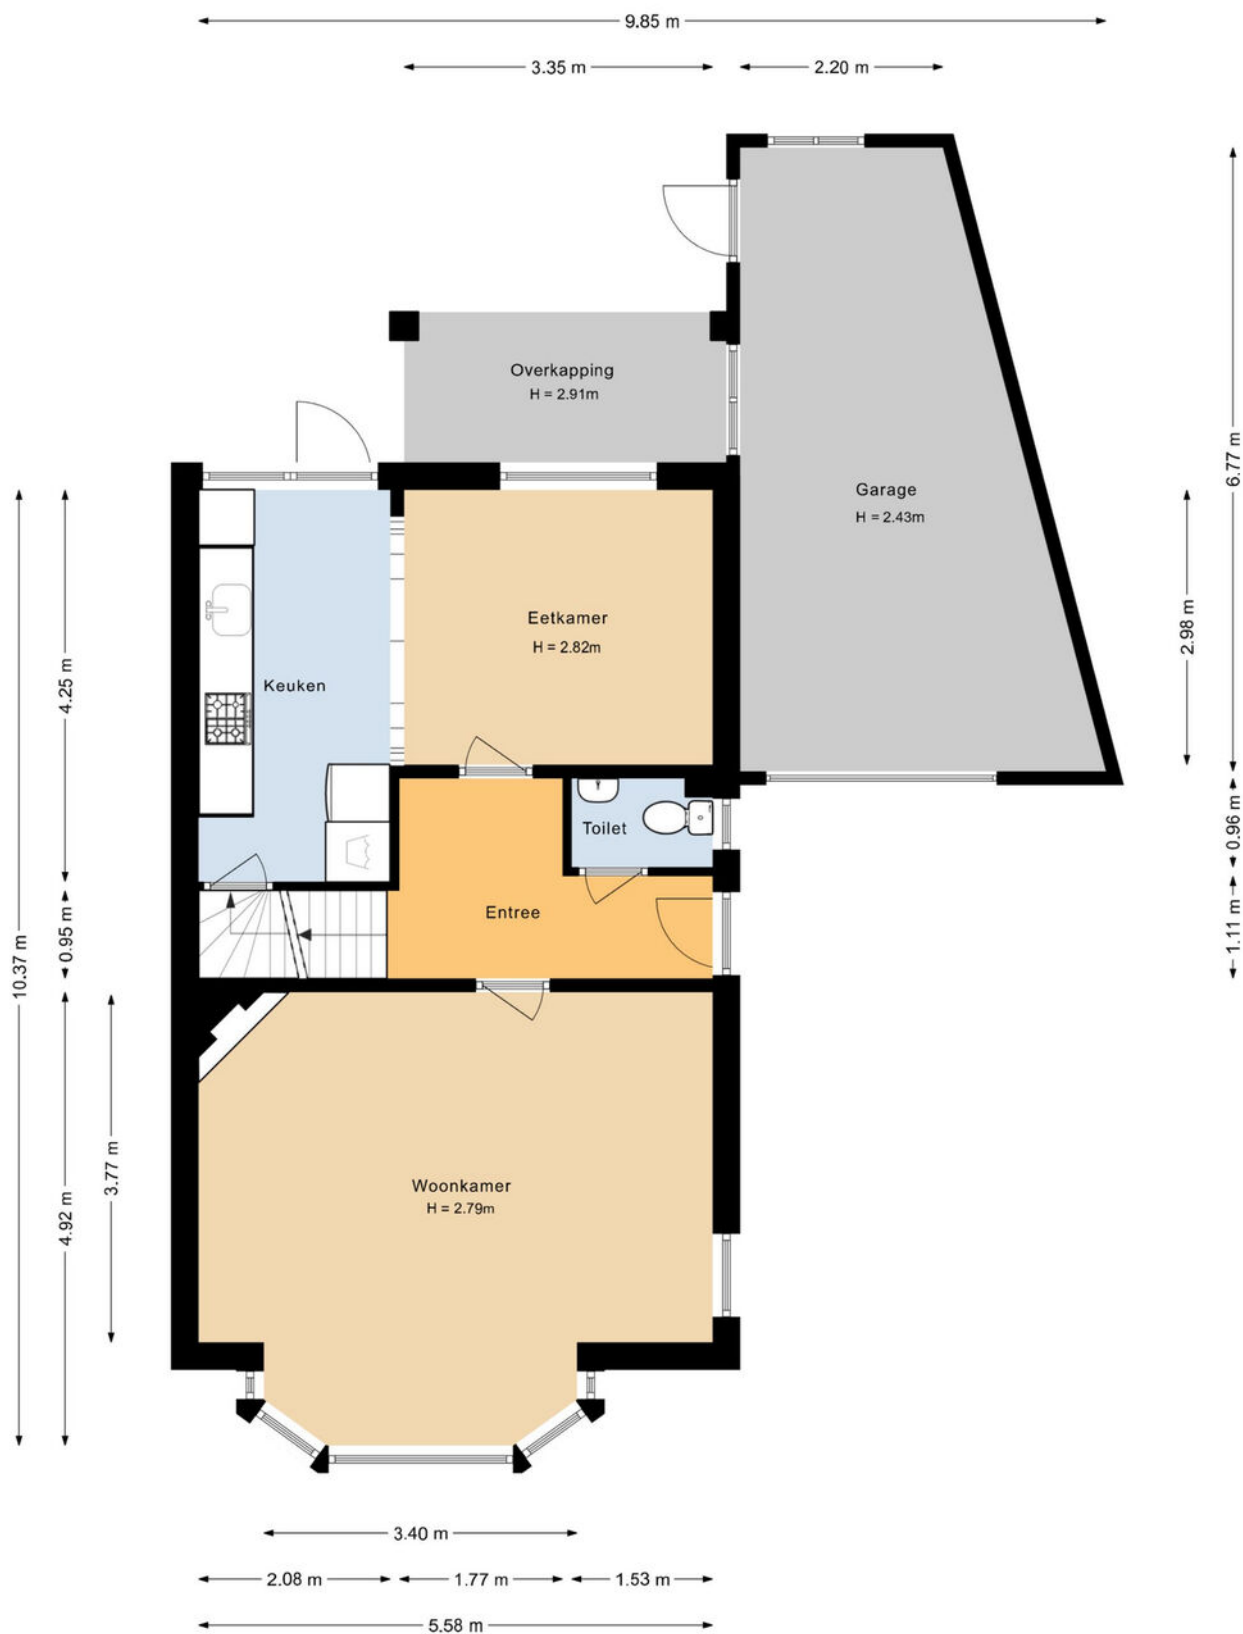 9.85 m
3.35 m
2.20 m
Overkapping
H = 2.91m
6.77 m
Garage
H = 2.43m
Eetkamer
H = 2.82m
2.98 m
Keuken
4.25 m
Toilet
0.96 m
Entree
0.95 m
1.11 m
10.37 m
Woonkamer
H = 2.79m
3.77 m
4.92 m
3.40 m
2.08 m
1.77 m
1.53 m
5.58 m